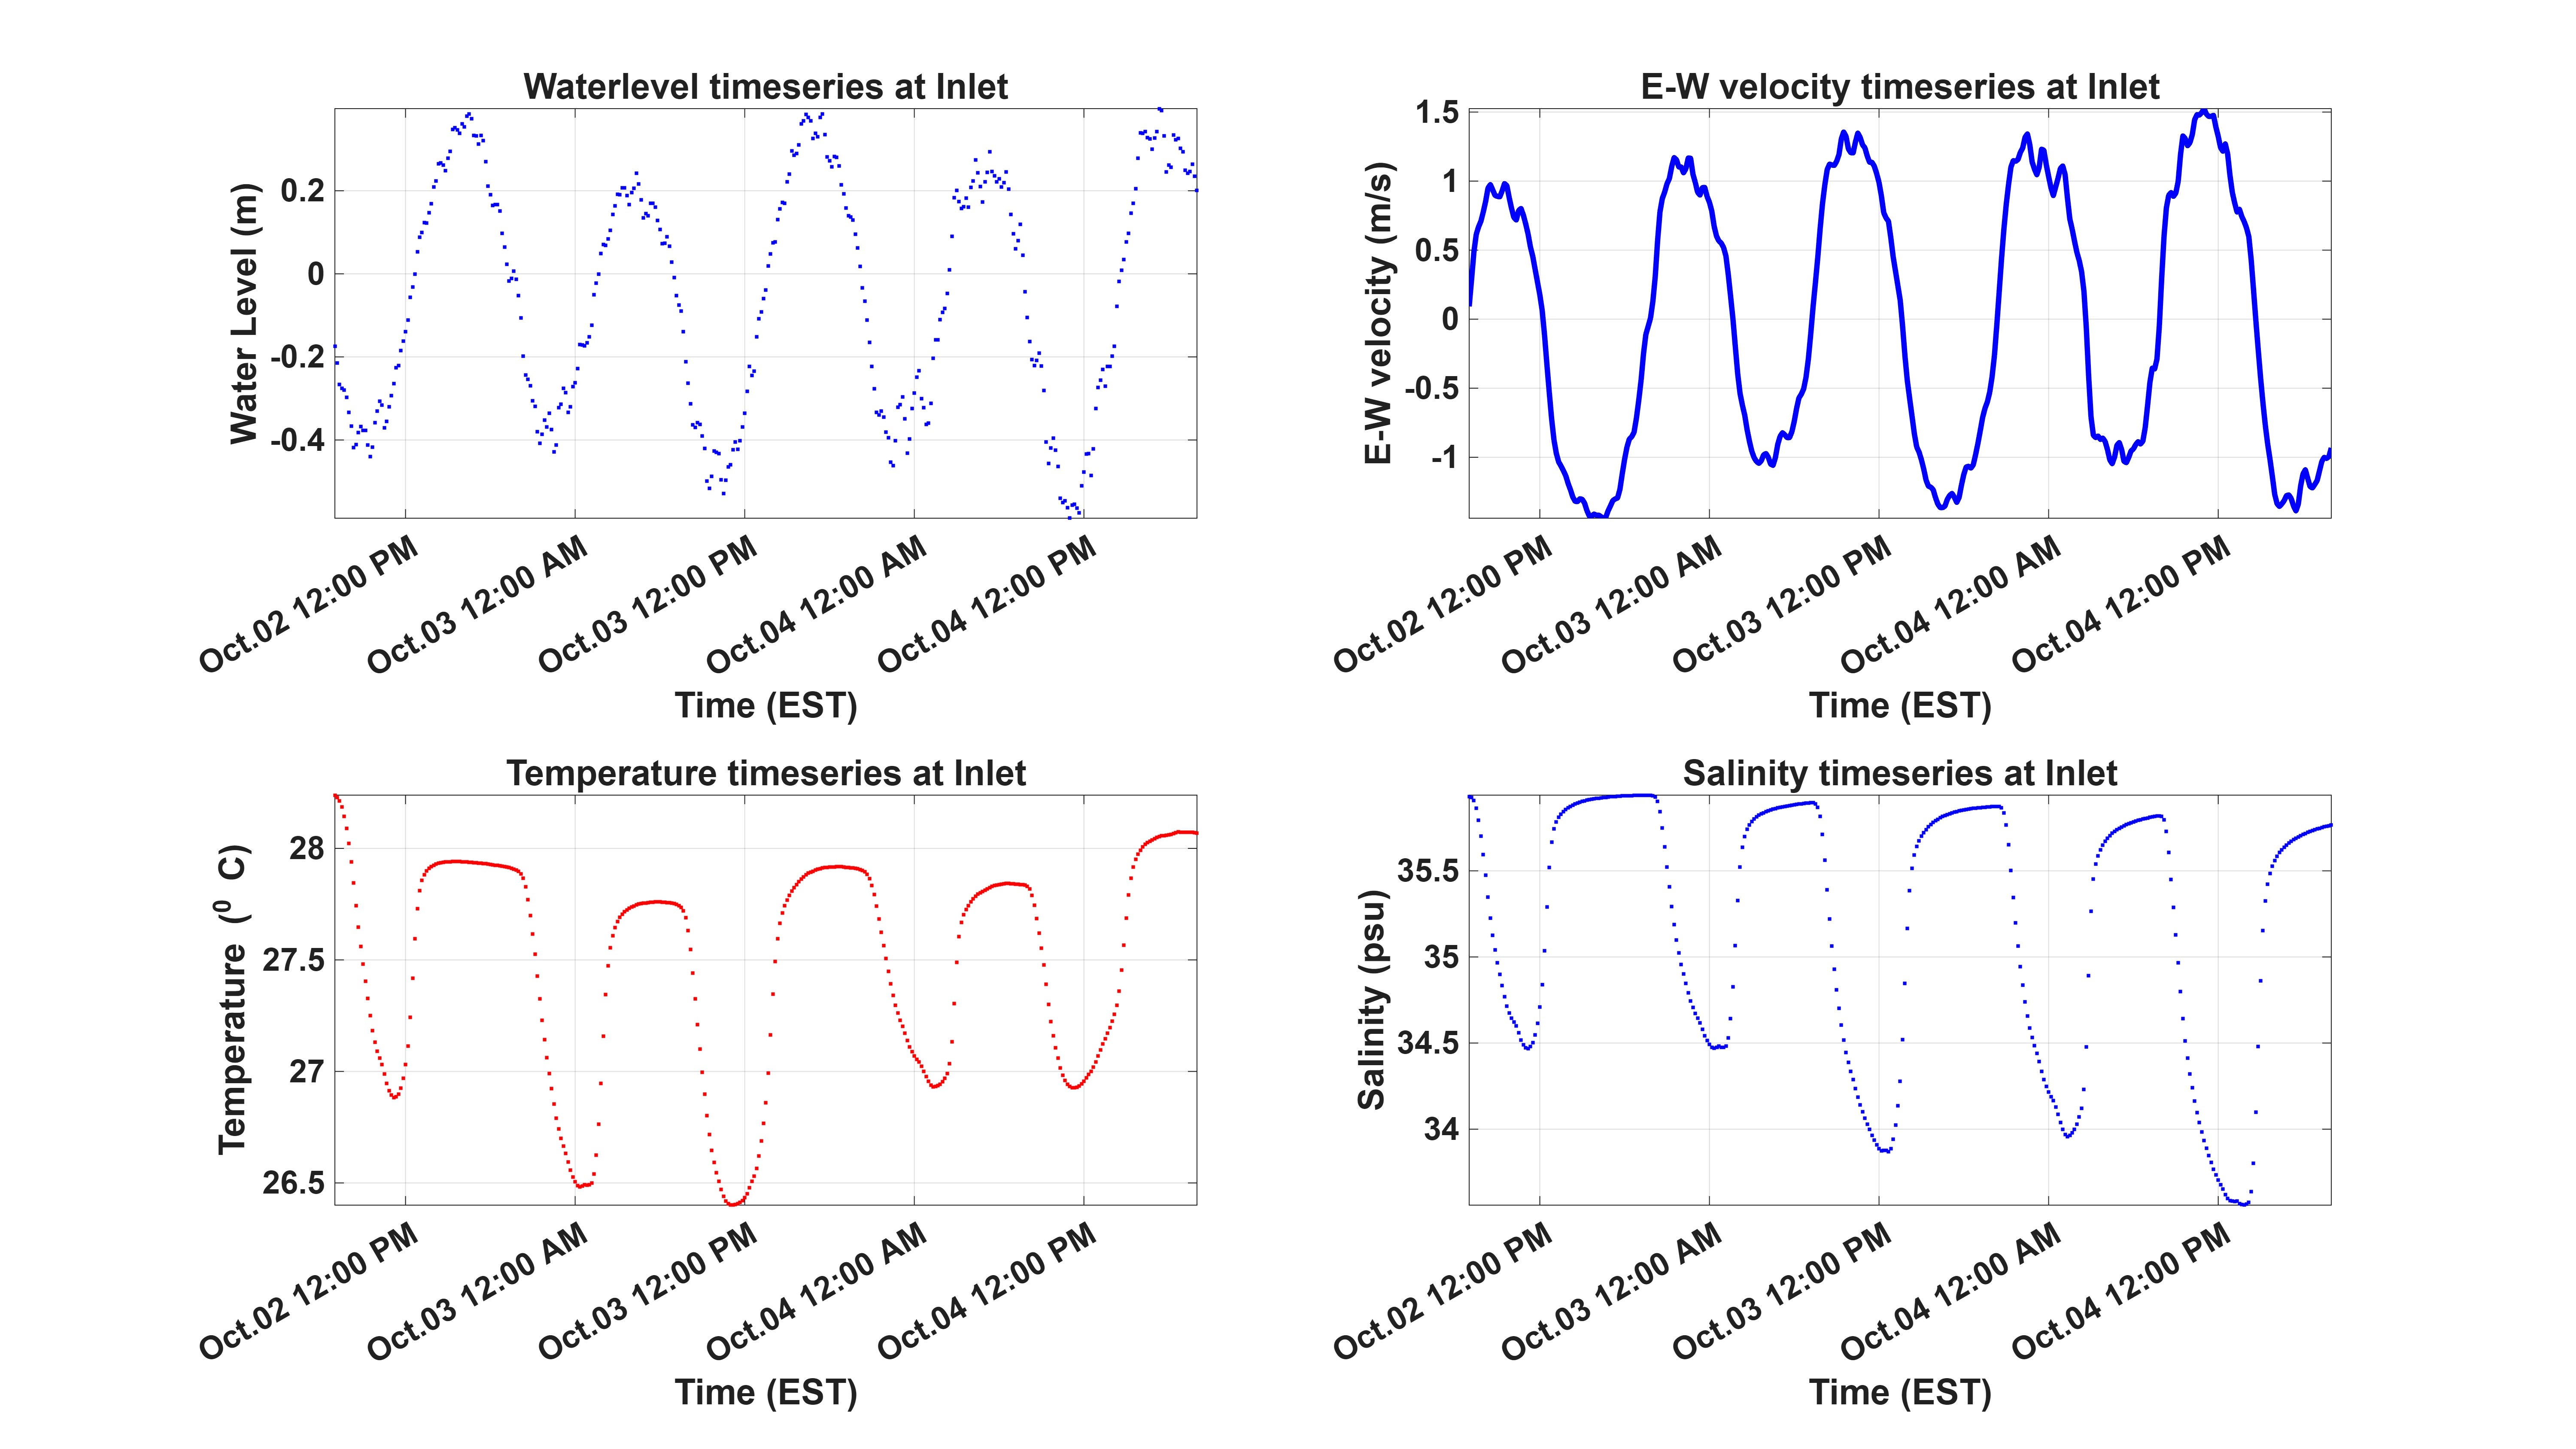 Waterlevel timeseries at Inlet
Water Level (m)
0.2
0
-0.2
-0.4
Oct.02 12:00 PM
Oct.03 12:00 AM
Oct.03 12:00 PM
Oct.04 12:00 AM
Oct.04 12:00 PM
Time (EST)
E-W velocity timeseries at Inlet
E-W velocity (m/s)
1.5
1
0.5
0
-0.5
-1
Oct.02 12:00 PM
Oct.03 12:00 AM
Oct.03 12:00 PM
Oct.04 12:00 AM
Oct.04 12:00 PM
Time (EST)
Temperature timeseries at Inlet
Temperature (⁰ C)
28
27.5
27
26.5
Oct.02 12:00 PM
Oct.03 12:00 AM
Oct.03 12:00 PM
Oct.04 12:00 AM
Oct.04 12:00 PM
Time (EST)
Salinity timeseries at Inlet
Salinity (psu)
35.5
35
34.5
34
Oct.02 12:00 PM
Oct.03 12:00 AM
Oct.03 12:00 PM
Oct.04 12:00 AM
Oct.04 12:00 PM
Time (EST)